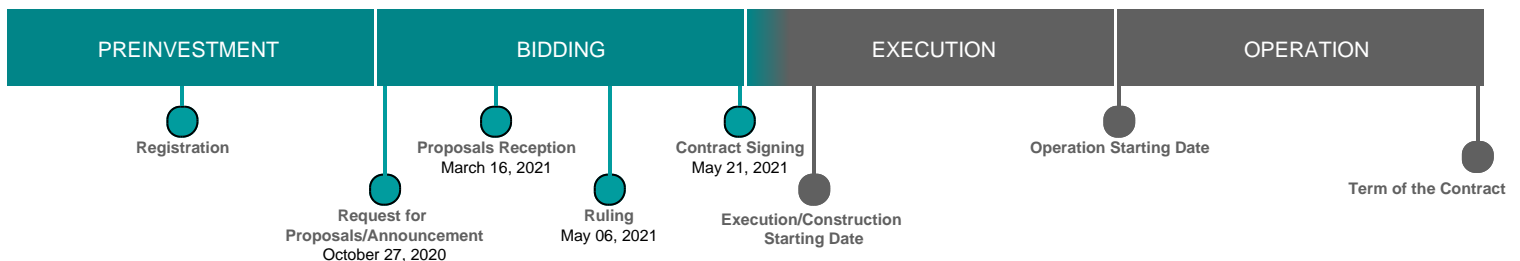 PREINVESTMENT
BIDDING
EXECUTION
OPERATION
Registration
Request for
Proposals/Announcement
October 27, 2020
Proposals Reception
March 16, 2021
Ruling
May 06, 2021
Contract Signing
May 21, 2021
Execution/Construction
Starting Date
Operation Starting Date
Term of the Contract